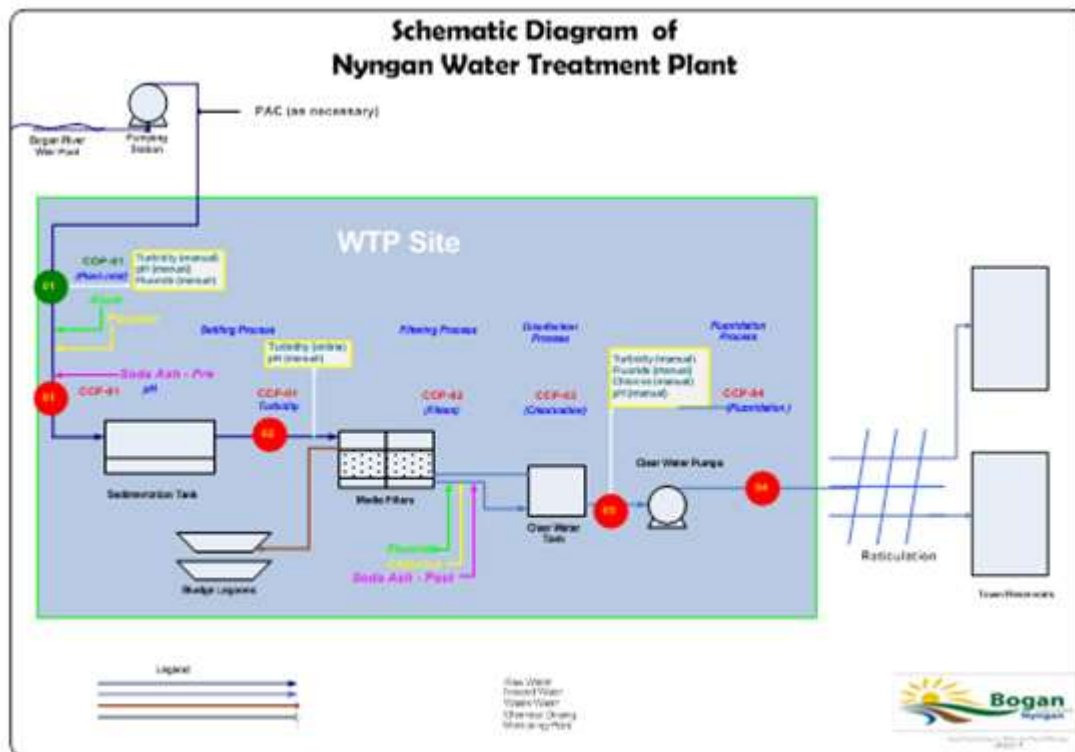 Schematic Diagram of
Nyngan Water Treatment Plant
PAC (as necessary)
Bogan River
Weir Pool
Pumping
Station
WTP Site
CCP-01
(Plant Inlet)
Turbidity (manual)
pH (manual)
Fluoride (manual)
01
Settling Process
Filtering Process
Disinfection
Process
Fluoridation
Process
Turbidity (online)
pH (manual)
Turbidity (manual)
Fluoride (manual)
Chlorine (manual)
pH (manual)
Soda Ash - Pre
01
CCP-01
pH
CCP-01
Turbidity
02
CCP-02
(Filters)
CCP-03
(Chlorination)
CCP-04
(Fluoridation)
Sedimentation Tank
Media Filters
Clear Water
Tank
03
Clear Water Pumps
04
Sludge Lagoons
Fluoride
Chlorine
Soda Ash - Post
Raticulation
Town Reservoirs
Legend
Raw Water
Treated Water
Waste Water
Chemical Dosing
Monitoring Point
Bogan
Nyngan